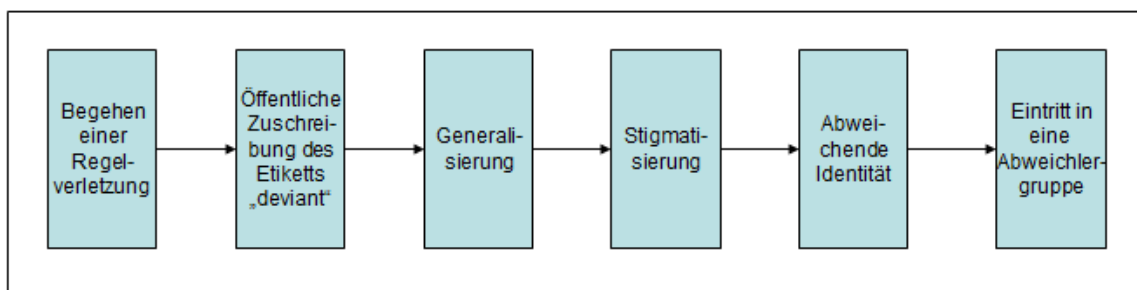 Begehen
einer
Regel-
verletzung
Öffentliche
Zuschrei-
bung des
Etiketts
„deviant“
Generali-
sierung
Stigmati-
sierung
Abwei-
chende
Identität
Eintritt in
eine
Abweichler-
gruppe